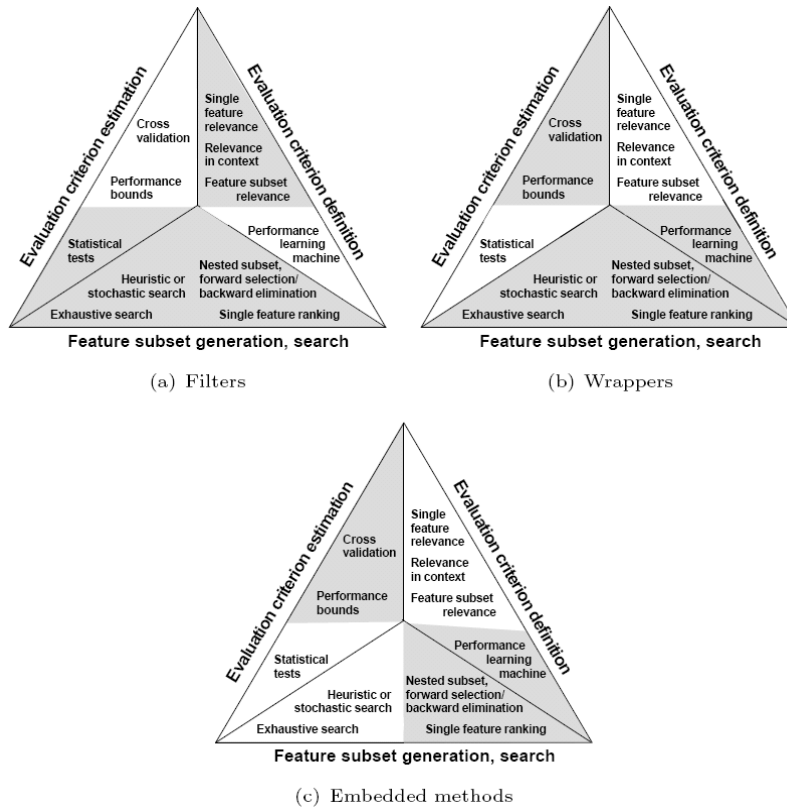 Evaluation criterion estimation
Cross
validation
Performance
bounds
Statistical
tests
Single
feature
relevance
Relevance
in context
Feature subset
relevance
Performance
learning
machine
Evaluation criterion definition
Heuristic or
stochastic search
Exhaustive search
Nested subset,
forward selection/
backward elimination
Single feature ranking
Feature subset generation, search
(a) Filters
Evaluation criterion estimation
Cross
validation
Performance
bounds
Statistical
tests
Single
feature
relevance
Relevance
in context
Feature subset
relevance
Performance
learning
machine
Evaluation criterion definition
Heuristic or
stochastic search
Exhaustive search
Nested subset,
forward selection/
backward elimination
Single feature ranking
Feature subset generation, search
(b) Wrappers
Evaluation criterion estimation
Cross
validation
Performance
bounds
Statistical
tests
Single
feature
relevance
Relevance
in context
Feature subset
relevance
Performance
learning
machine
Evaluation criterion definition
Heuristic or
stochastic search
Exhaustive search
Nested subset,
forward selection/
backward elimination
Single feature ranking
Feature subset generation, search
(c) Embedded methods